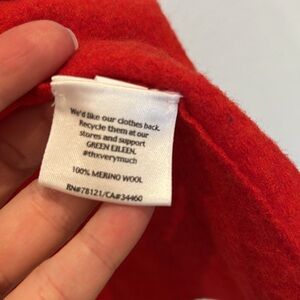 We'd like our clothes back.
Recycle them at our
stores and support
GREEN EILEEN.
#thxverymuch
100% MERINO WOOL
RN#78121/CA#34460